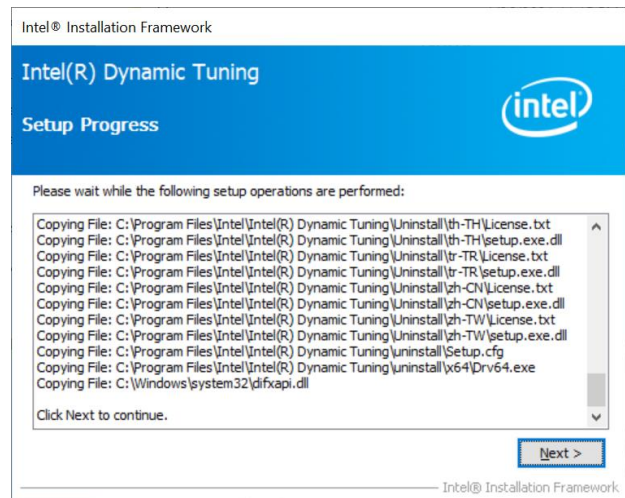 Intel® Installation Framework
Intel(R) Dynamic Tuning
Setup Progress
intel
Please wait while the following setup operations are performed:
Copying File: C:\Program Files\Intel\Intel(R) Dynamic Tuning\Uninstall\th-TH\License.txt
Copying File: C:\Program Files\Intel\Intel(R) Dynamic Tuning\Uninstall\th-TH\setup.exe.dll
Copying File: C:\Program Files\Intel\Intel(R) Dynamic Tuning\Uninstall\tr-TR\License.txt
Copying File: C:\Program Files\Intel\Intel(R) Dynamic Tuning\Uninstall\tr-TR\setup.exe.dll
Copying File: C:\Program Files\Intel\Intel(R) Dynamic Tuning\Uninstall\zh-CN\License.txt
Copying File: C:\Program Files\Intel\Intel(R) Dynamic Tuning\Uninstall\zh-CN\setup.exe.dll
Copying File: C:\Program Files\Intel\Intel(R) Dynamic Tuning\Uninstall\zh-TW\License.txt
Copying File: C:\Program Files\Intel\Intel(R) Dynamic Tuning\Uninstall\zh-TW\setup.exe.dll
Copying File: C:\Program Files\Intel\Intel(R) Dynamic Tuning\uninstall\Setup.cfg
Copying File: C:\Program Files\Intel\Intel(R) Dynamic Tuning\uninstall\x64\Drv64.exe
Copying File: C:\Windows\system32\difxapi.dll
Click Next to continue.
Next >
Intel® Installation Framework